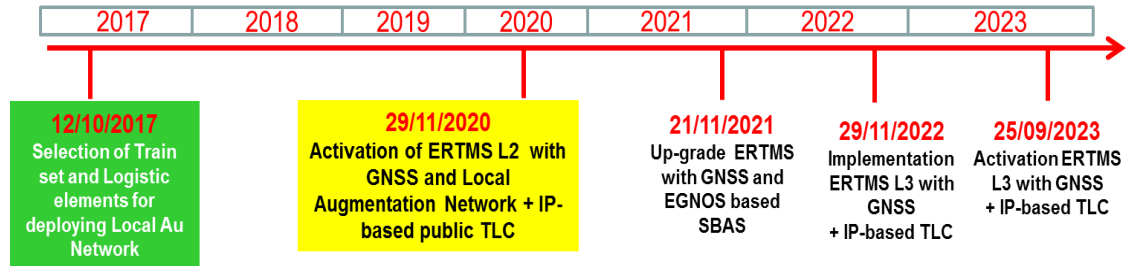 2017 2018 2019 2020 2021 2022 2023
12/10/2017
Selection of Train
set and Logistic
elements for
deploying Local Au
Network
29/11/2020
Activation of ERTMS L2 with
GNSS and Local
Augmentation Network + IP-
based public TLC
21/11/2021
Up-grade ERTMS
with GNSS and
EGNOS based
SBAS
29/11/2022
Implementation
ERTMS L3 with
GNSS
+ IP-based TLC
25/09/2023
Activation ERTMS
L3 with GNSS
+ IP-based TLC